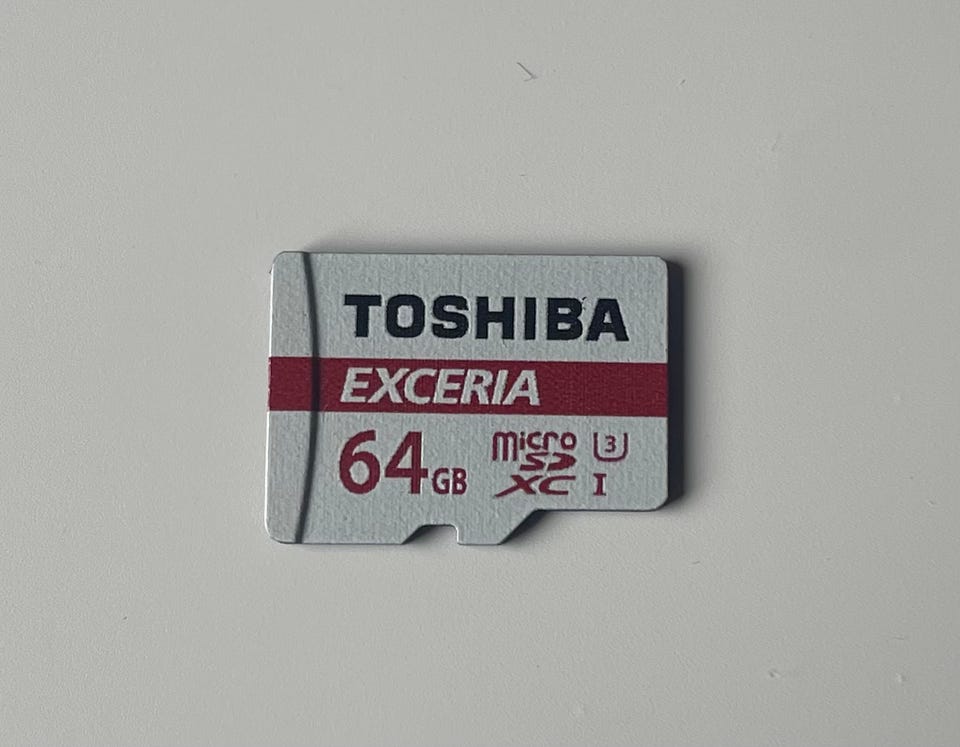 TOSHIBA
EXCERIA
64GB
micro SD XC I
3